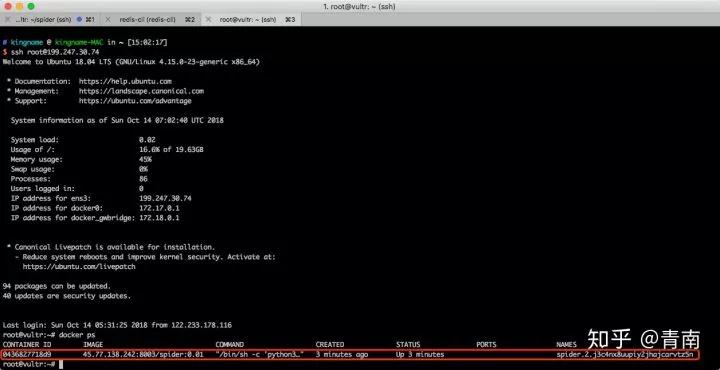 1. root@vultr: ~ (ssh)
..ltr: ~/spider (ssh) ⌘1 redis-cli (redis-cli) ⌘2 root@vultr: ~ (ssh) ⌘3
# kingname @ kingname-MAC in ~ [15:02:17]
$ ssh root@199.247.30.74
Welcome to Ubuntu 18.04 LTS (GNU/Linux 4.15.0-23-generic x86_64)
* Documentation: https://help.ubuntu.com
* Management: https://landscape.canonical.com
* Support: https://ubuntu.com/advantage
System information as of Sun Oct 14 07:02:40 UTC 2018
System load: 0.02
Usage of /: 16.6% of 19.63GB
Memory usage: 45%
Swap usage: 0%
Processes: 86
Users logged in: 0
IP address for ens3: 199.247.30.74
IP address for docker0: 172.17.0.1
IP address for docker_gwbridge: 172.18.0.1
* Canonical Livepatch is available for installation.
- Reduce system reboots and improve kernel security. Activate at:
https://ubuntu.com/livepatch
94 packages can be updated.
40 updates are security updates.
Last login: Sun Oct 14 05:31:25 2018 from 122.233.178.116
root@vultr:~# docker ps
CONTAINER ID IMAGE COMMAND CREATED STATUS PORTS NAMES
0436827718d9 45.77.138.242:8003/spider:0.01 "/bin/sh -c 'python3…" 3 minutes ago Up 3 minutes spider.2.j3c4nx8uupiy2jhajcarvtz5n
root@vultr:~#
知乎 @青南